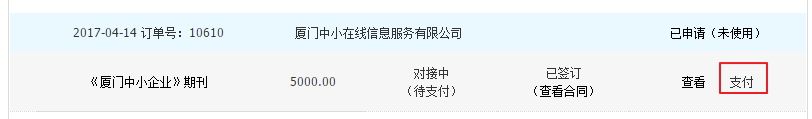 2017-04-14 订单号：10610 厦门中小在线信息服务有限公司 已申请（未使用）
《厦门中小企业》期刊 5000.00 对接中 已签订 查看 支付
（待支付） （查看合同）